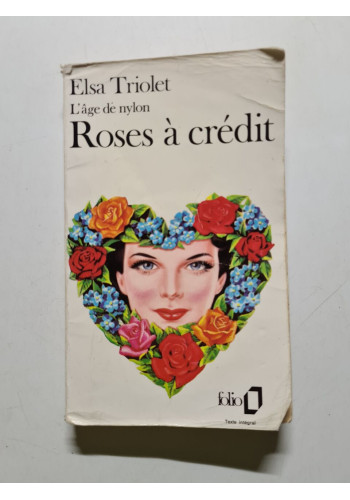 Elsa Triolet
L'âge de nylon
Roses à crédit
folio
Texte intégral